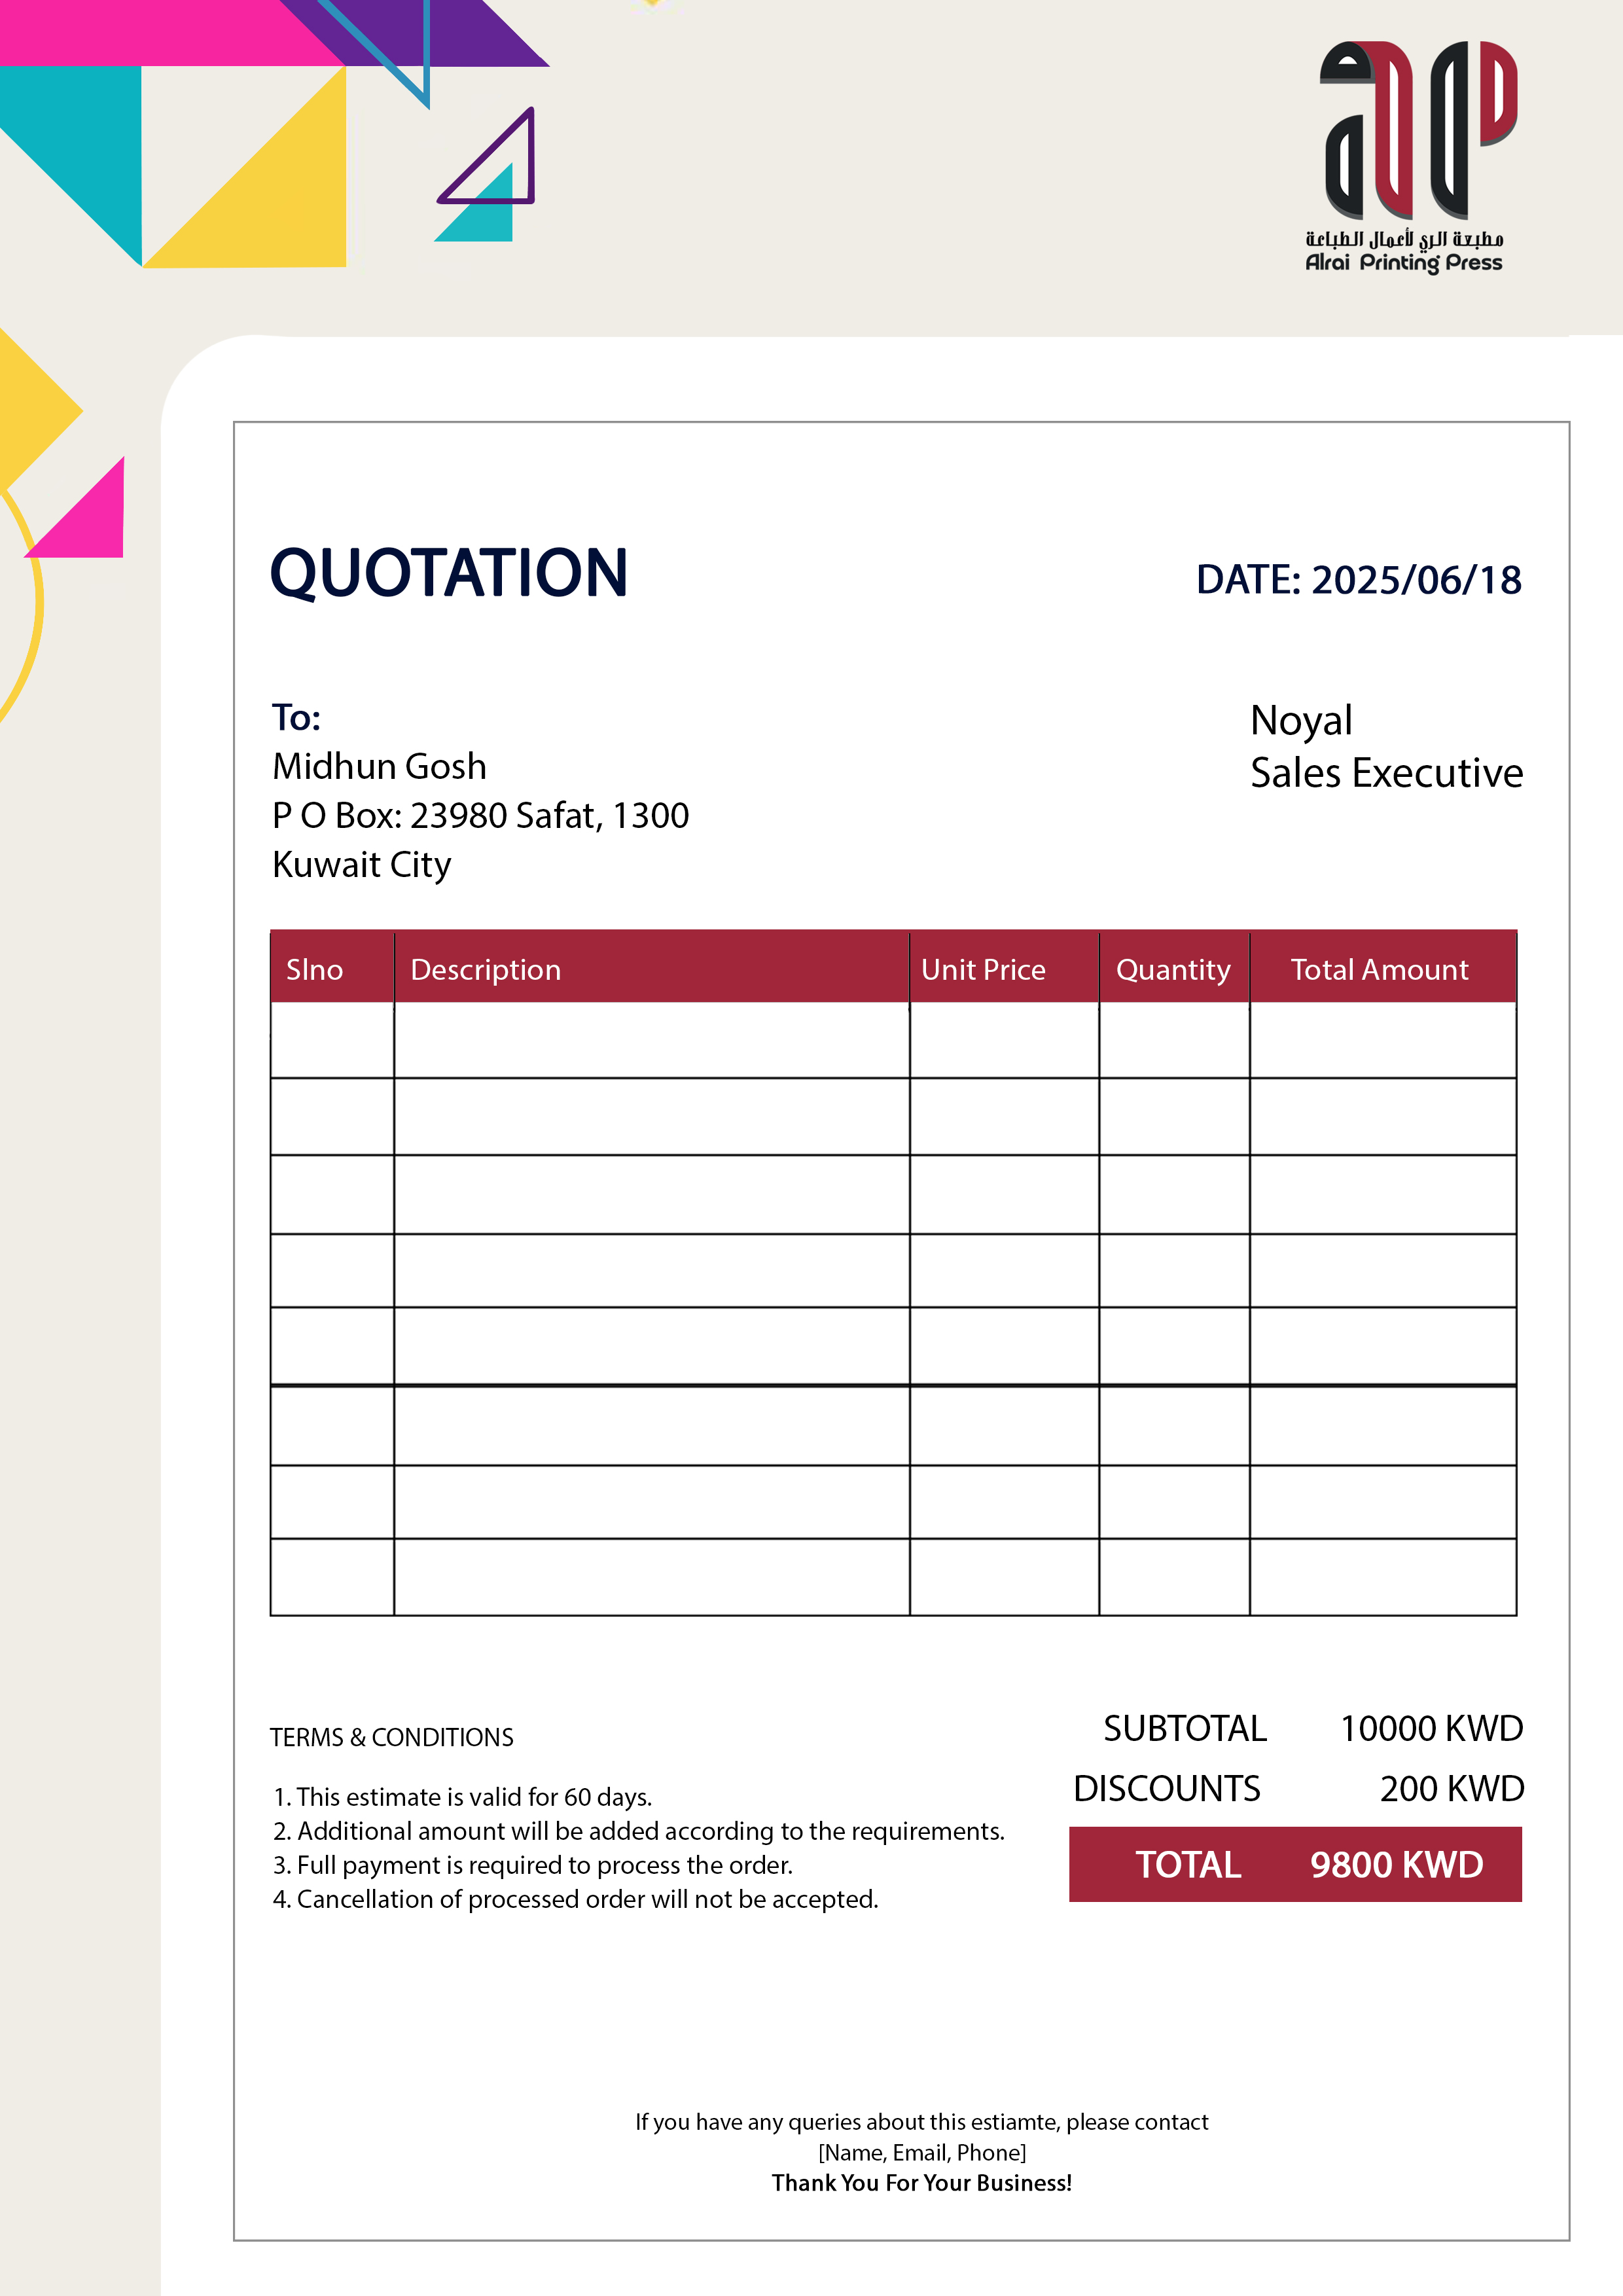 مطبعة الري لأعمال الطباعة
Alrai Printing Press
QUOTATION
DATE: 2025/06/18
To:
Midhun Gosh
P O Box: 23980 Safat, 1300
Kuwait City
Noyal
Sales Executive
Slno Description Unit Price Quantity Total Amount
SUBTOTAL 10000 KWD
DISCOUNTS 200 KWD
TOTAL 9800 KWD
TERMS & CONDITIONS
1. This estimate is valid for 60 days.
2. Additional amount will be added according to the requirements.
3. Full payment is required to process the order.
4. Cancellation of processed order will not be accepted.
If you have any queries about this estiamte, please contact
[Name, Email, Phone]
Thank You For Your Business!